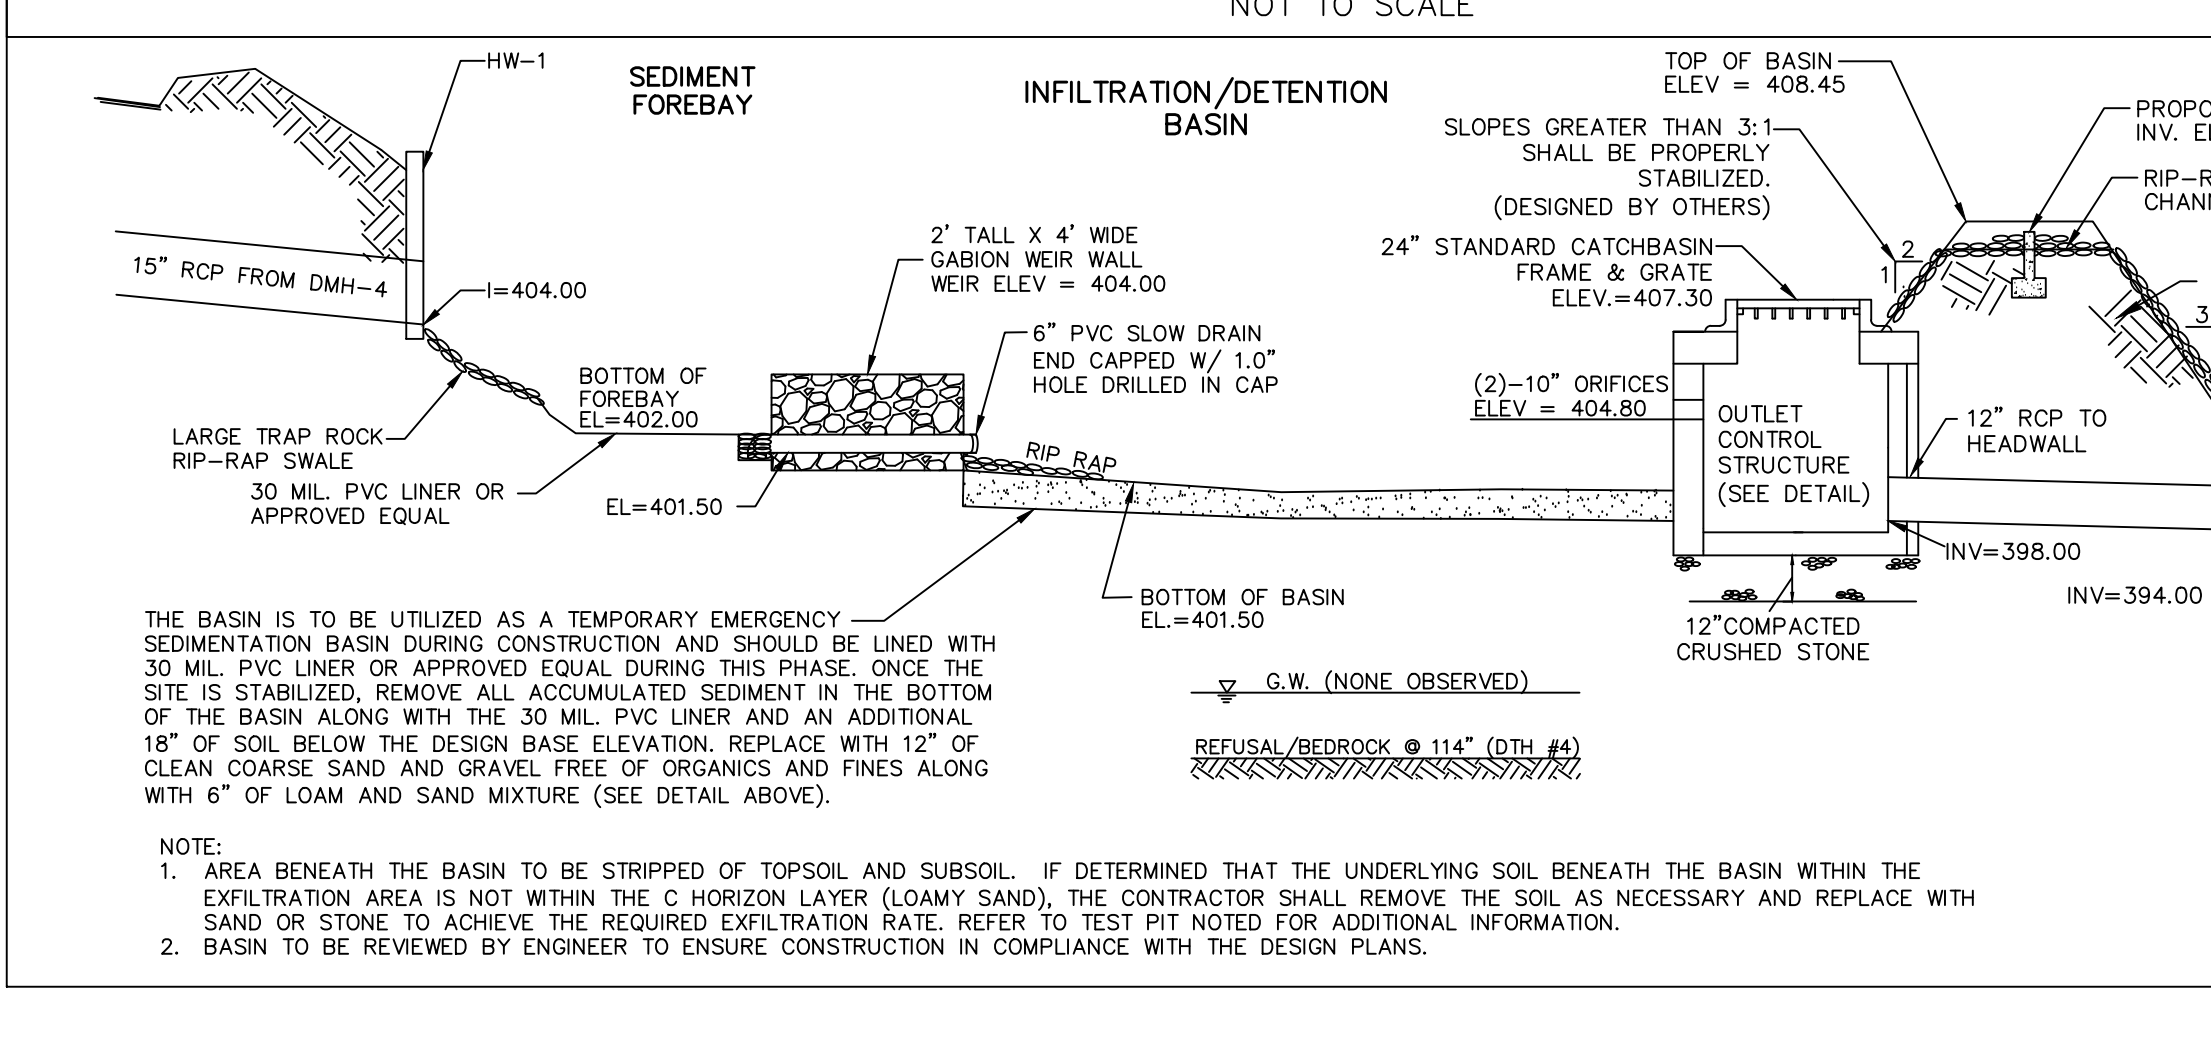 NOT TO SCALE
HW-1
SEDIMENT
FOREBAY
INFILTRATION/DETENTION
BASIN
TOP OF BASIN
ELEV = 408.45
SLOPES GREATER THAN 3:1
SHALL BE PROPERLY
STABILIZED.
(DESIGNED BY OTHERS)
INV.
2
1
24" STANDARD CATCHBASIN
FRAME & GRATE
ELEV.=407.30
2' TALL X 4' WIDE
GABION WEIR WALL
WEIR ELEV = 404.00
15" RCP FROM DMH-4
I=404.00
3
6" PVC SLOW DRAIN
END CAPPED W/ 1.0"
HOLE DRILLED IN CAP
BOTTOM OF
FOREBAY
EL=402.00
(2)-10" ORIFICES
ELEV = 404.80
OUTLET
CONTROL
STRUCTURE
(SEE DETAIL)
12" RCP TO
HEADWALL
LARGE TRAP ROCK
RIP-RAP SWALE
RIP RAP
30 MIL. PVC LINER OR
APPROVED EQUAL
EL=401.50
INV=398.00
INV=394.00
BOTTOM OF BASIN
EL.=401.50
12"COMPACTED
CRUSHED STONE
THE BASIN IS TO BE UTILIZED AS A TEMPORARY EMERGENCY
SEDIMENTATION BASIN DURING CONSTRUCTION AND SHOULD BE LINED WITH
30 MIL. PVC LINER OR APPROVED EQUAL DURING THIS PHASE. ONCE THE
SITE IS STABILIZED, REMOVE ALL ACCUMULATED SEDIMENT IN THE BOTTOM
OF THE BASIN ALONG WITH THE 30 MIL. PVC LINER AND AN ADDITIONAL
18" OF SOIL BELOW THE DESIGN BASE ELEVATION. REPLACE WITH 12" OF
CLEAN COARSE SAND AND GRAVEL FREE OF ORGANICS AND FINES ALONG
WITH 6" OF LOAM AND SAND MIXTURE (SEE DETAIL ABOVE).
G.W. (NONE OBSERVED)
REFUSAL/BEDROCK @ 114" (DTH #4)
NOTE:
1. AREA BENEATH THE BASIN TO BE STRIPPED OF TOPSOIL AND SUBSOIL. IF DETERMINED THAT THE UNDERLYING SOIL BENEATH THE BASIN WITHIN THE
EXFILTRATION AREA IS NOT WITHIN THE C HORIZON LAYER (LOAMY SAND), THE CONTRACTOR SHALL REMOVE THE SOIL AS NECESSARY AND REPLACE WITH
SAND OR STONE TO ACHIEVE THE REQUIRED EXFILTRATION RATE. REFER TO TEST PIT NOTED FOR ADDITIONAL INFORMATION.
2. BASIN TO BE REVIEWED BY ENGINEER TO ENSURE CONSTRUCTION IN COMPLIANCE WITH THE DESIGN PLANS.